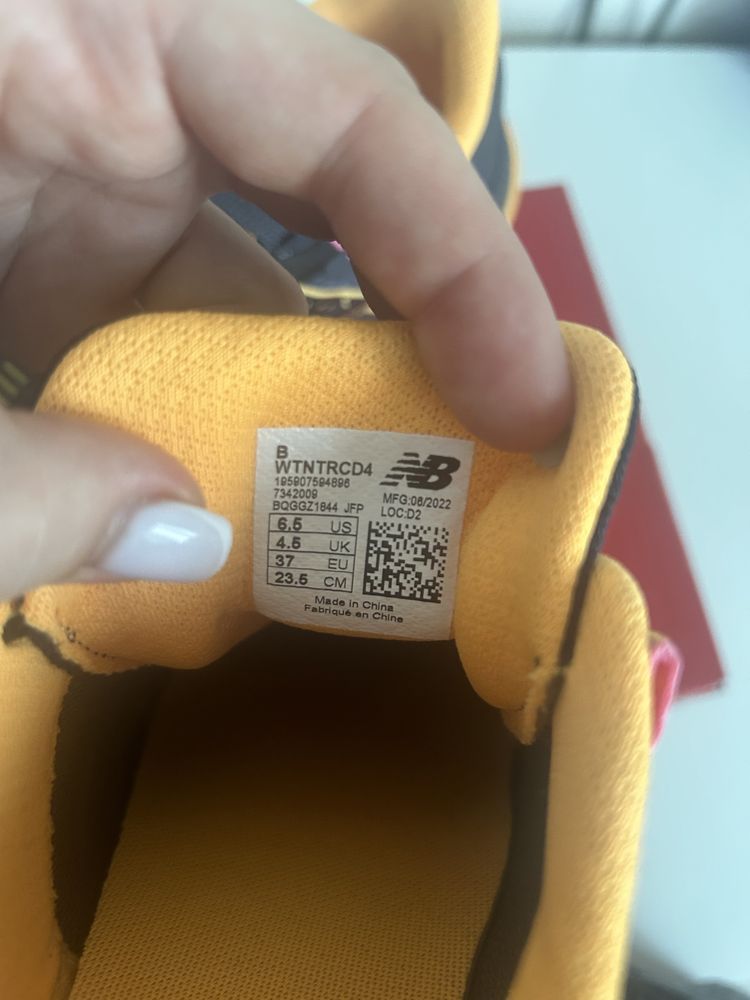 B
WTNTRCD4
195907594896
7342009
BQGGZ1844 JFP
NB
MFG:08/2022
LOC:D2
6.5 US
4.5 UK
37 EU
23.5 CM
Made in China
Fabriqué en Chine